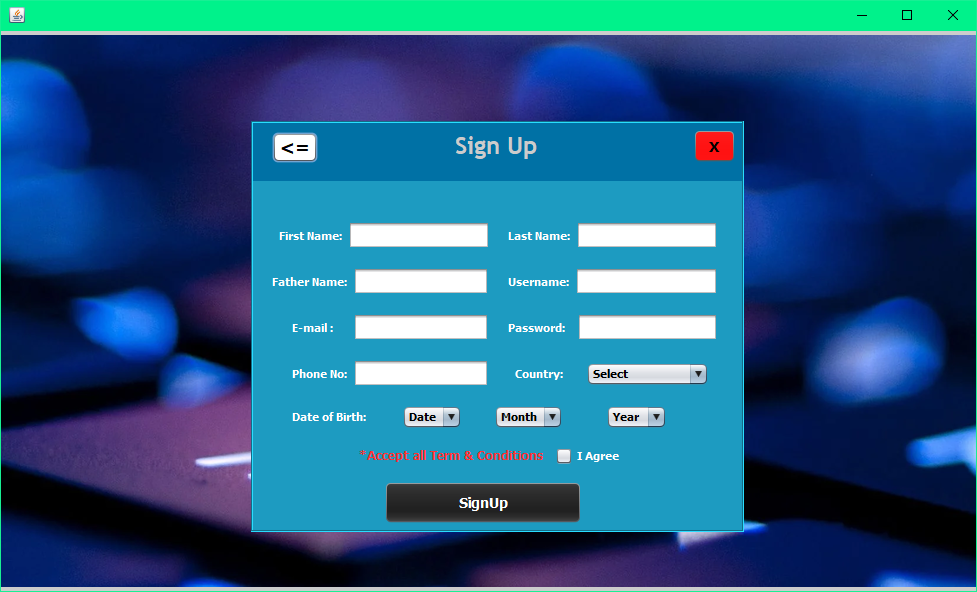 <= Sign Up X
First Name: Last Name:
Father Name: Username:
E-mail : Password:
Phone No: Country: Select
Date of Birth: Date Month Year
*Accept all Term & Conditions I Agree
SignUp